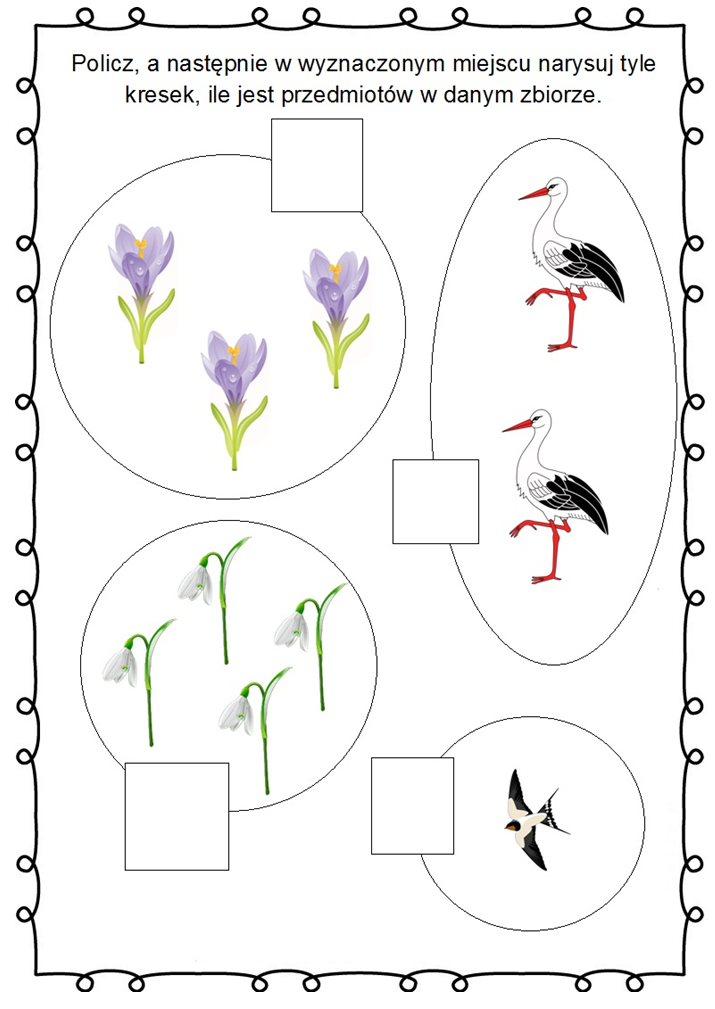 Policz, a następnie w wyznaczonym miejscu narysuj tyle
kresek, ile jest przedmiotów w danym zbiorze.